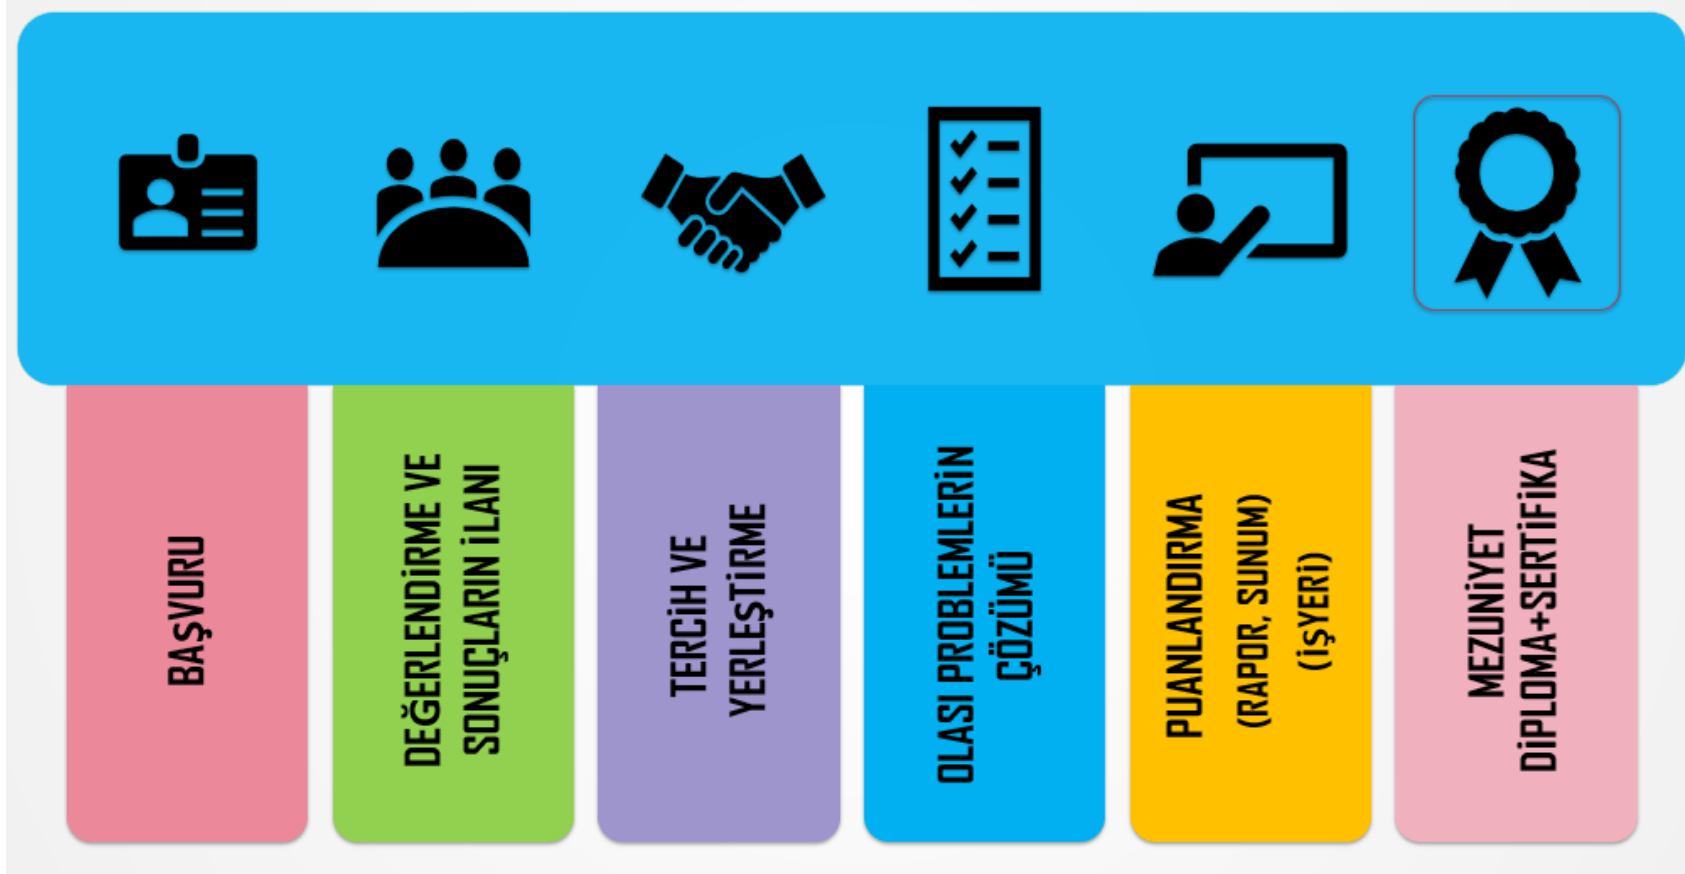 BAŞVURU
DEĞERLENDİRME VE
SONUÇLARIN İLANI
TERCİH VE
YERLEŞTİRME
OLASI PROBLEMLERİN
ÇÖZÜMÜ
PUANLANDIRMA
(RAPOR, SUNUM)
(İŞYERİ)
MEZUNİYET
DİPLOMA+SERTİFİKA